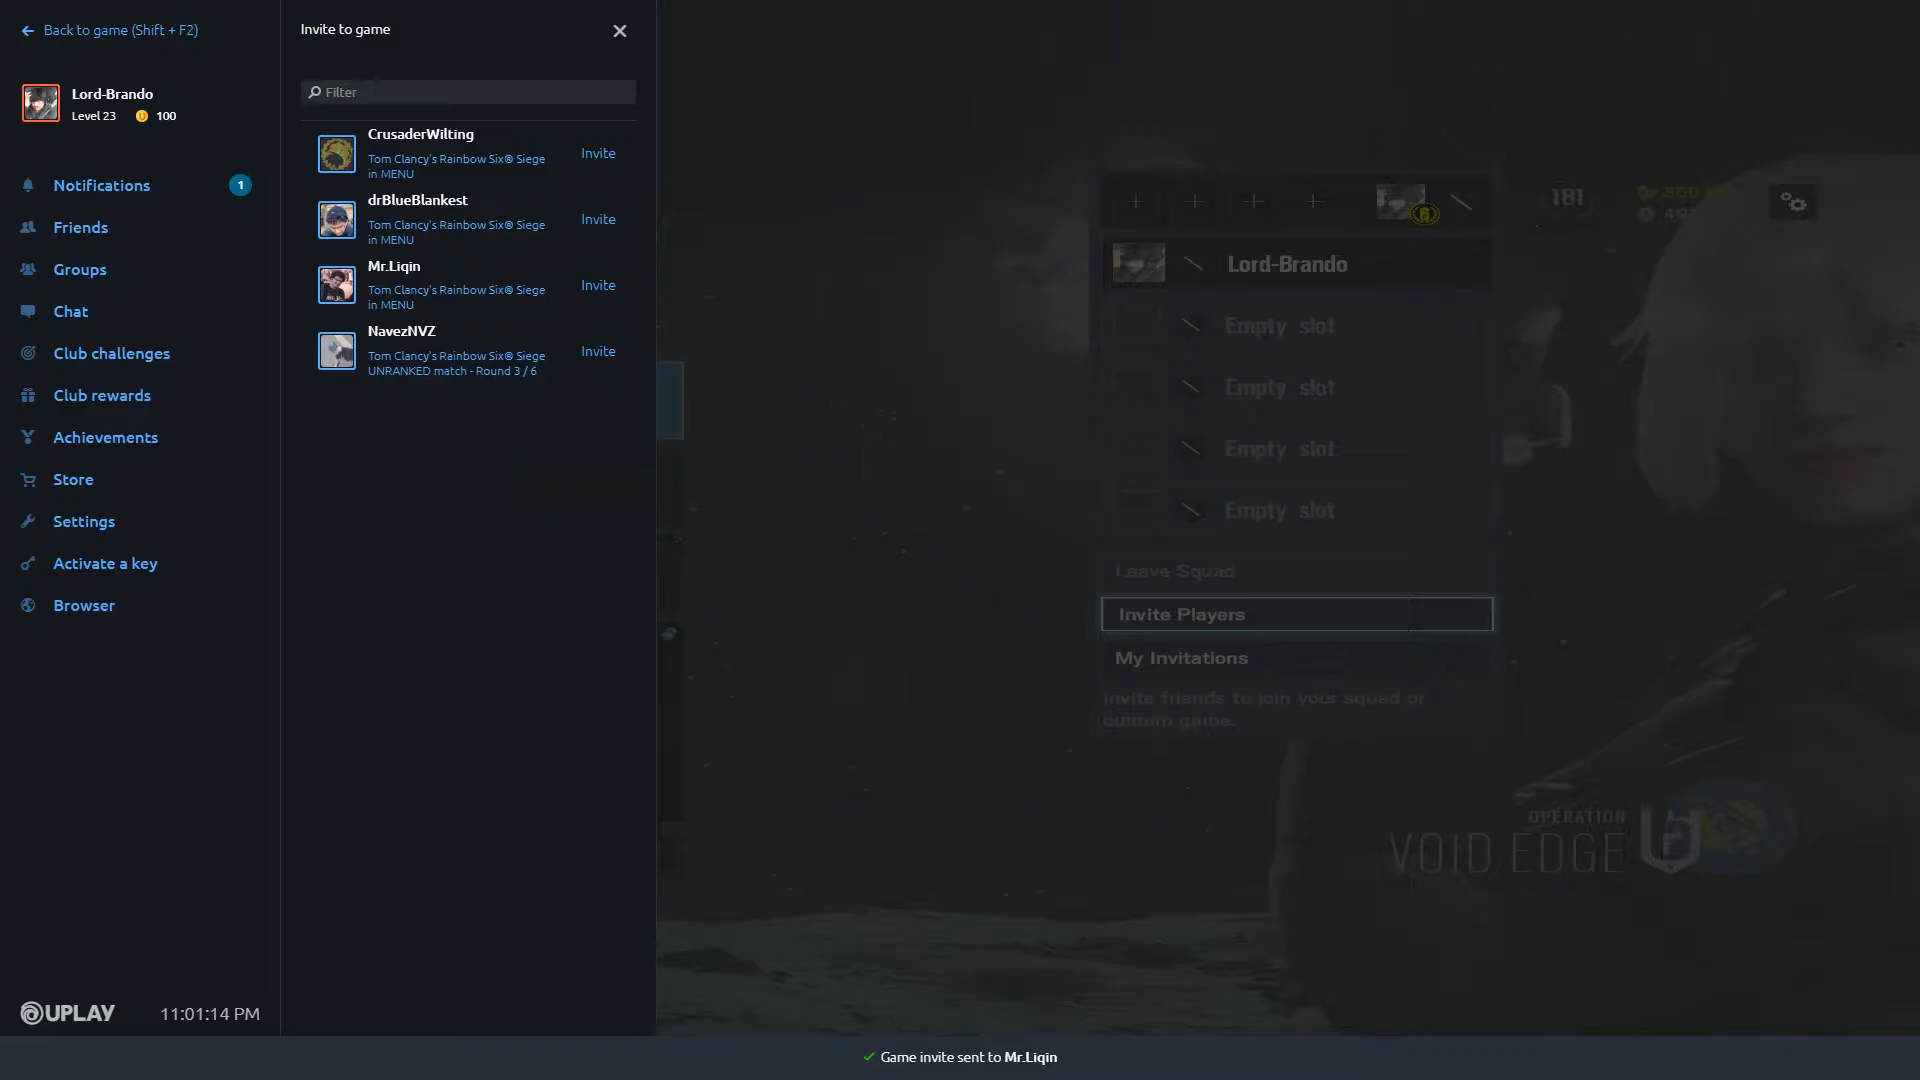 Back to game (Shift + F2)
Lord-Brando
Level 23 100
Notifications 1
Friends
Groups
Chat
Club challenges
Club rewards
Achievements
Store
Settings
Activate a key
Browser
UPLAY 11:01:14 PM
Invite to game
Filter
CrusaderWilting
Tom Clancy's Rainbow Six® Siege
in MENU
Invite
drBlueBlankest
Tom Clancy's Rainbow Six® Siege
in MENU
Invite
Mr.Liqin
Tom Clancy's Rainbow Six® Siege
in MENU
Invite
NavezNVZ
Tom Clancy's Rainbow Six® Siege
UNRANKED match - Round 3 / 6
Invite
181
Lord-Brando
Empty slot
Empty slot
Empty slot
Empty slot
Leave Squad
Invite Players
My Invitations
Invite friends to join your squad or
custom game.
OPERATION
VOID EDGE
Game invite sent to Mr.Liqin